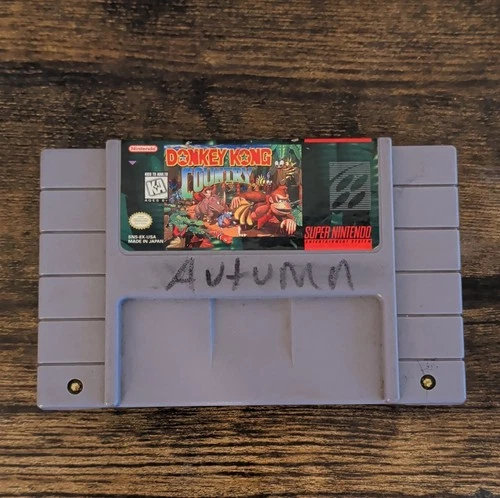 Nintendo
DONKEY KONG
COUNTRY
K-A
SNS-8X-USA
MADE IN JAPAN
SUPER NINTENDO
ENTERTAINMENT SYSTEM
Autumn